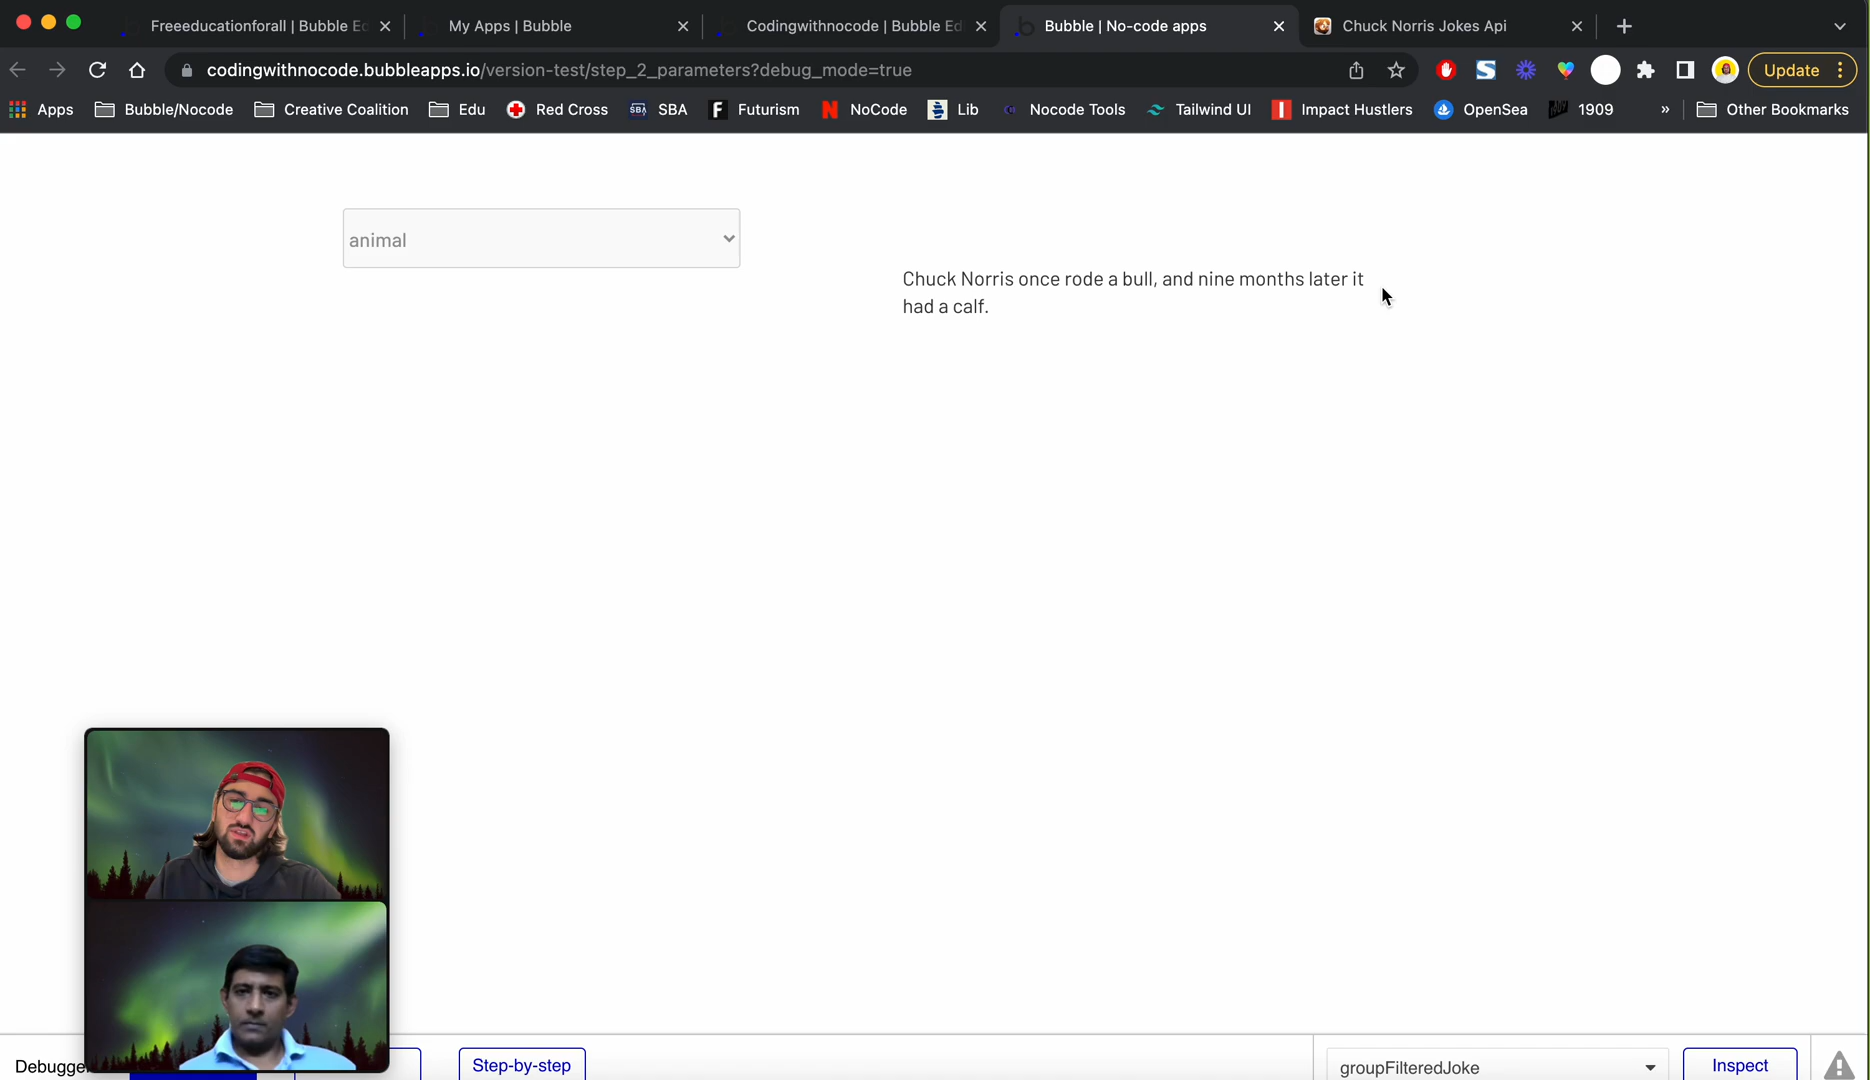 Freeeducationforall | Bubble Ed
My Apps | Bubble
Codingwithnocode | Bubble Ed
Bubble | No-code apps
Chuck Norris Jokes Api
codingwithnocode.bubbleapps.io/version-test/step_2_parameters?debug_mode=true
Update
Apps
Bubble/Nocode
Creative Coalition
Edu
Red Cross
SBA SBA
F Futurism
N NoCode
Lib
Nocode Tools
Tailwind UI
Impact Hustlers
OpenSea
1909
»
Other Bookmarks
animal
Chuck Norris once rode a bull, and nine months later it
had a calf.
Debugge
Step-by-step
groupFilteredJoke
Inspect